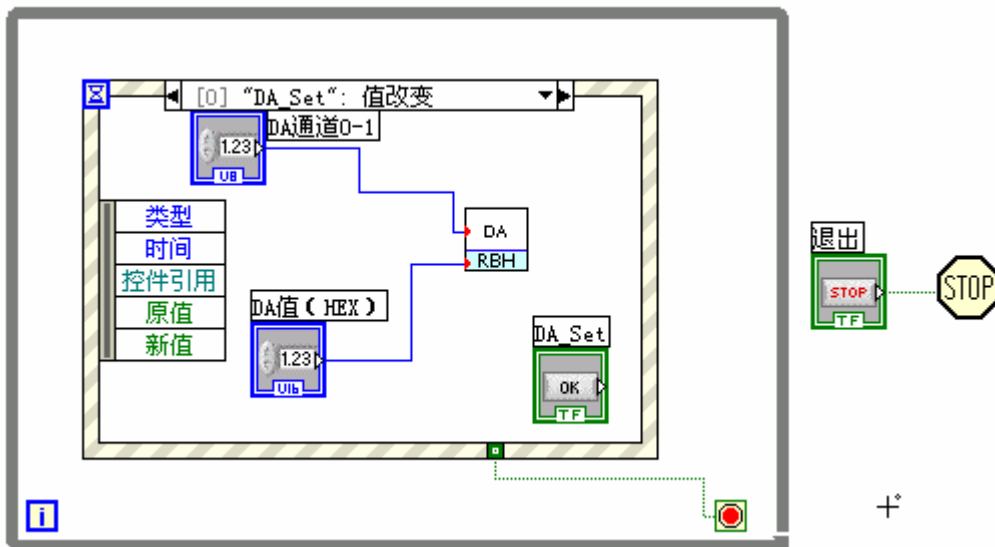 [0] "DA_Set": 值改变
DA通道0-1
1.23
U8
类型
时间
控件引用
原值
新值
DA
RBH
DA值（HEX）
1.23
U16
DA_Set
OK
TF
退出
STOP
TF
STOP
i